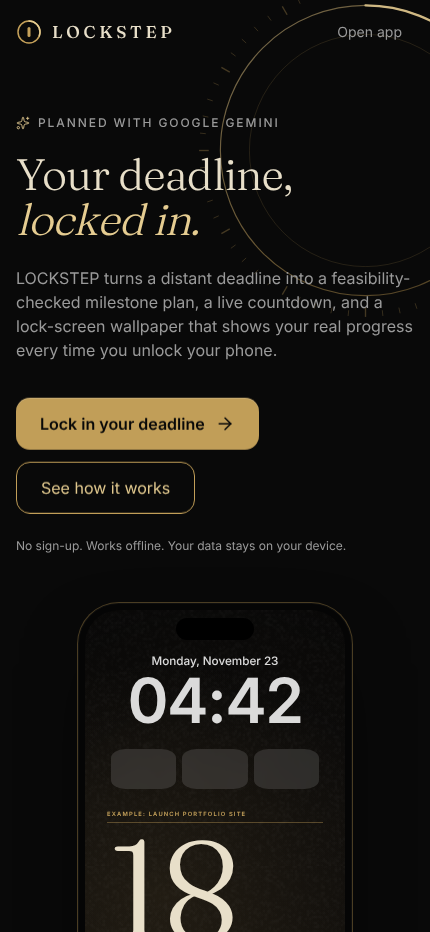 LOCKSTEP
Open app
PLANNED WITH GOOGLE GEMINI
Your deadline,
locked in.
LOCKSTEP turns a distant deadline into a feasibility-
checked milestone plan, a live countdown, and a
lock-screen wallpaper that shows your real progress
every time you unlock your phone.
Lock in your deadline →
See how it works
No sign-up. Works offline. Your data stays on your device.
Monday, November 23
04:42
EXAMPLE: LAUNCH PORTFOLIO SITE
18